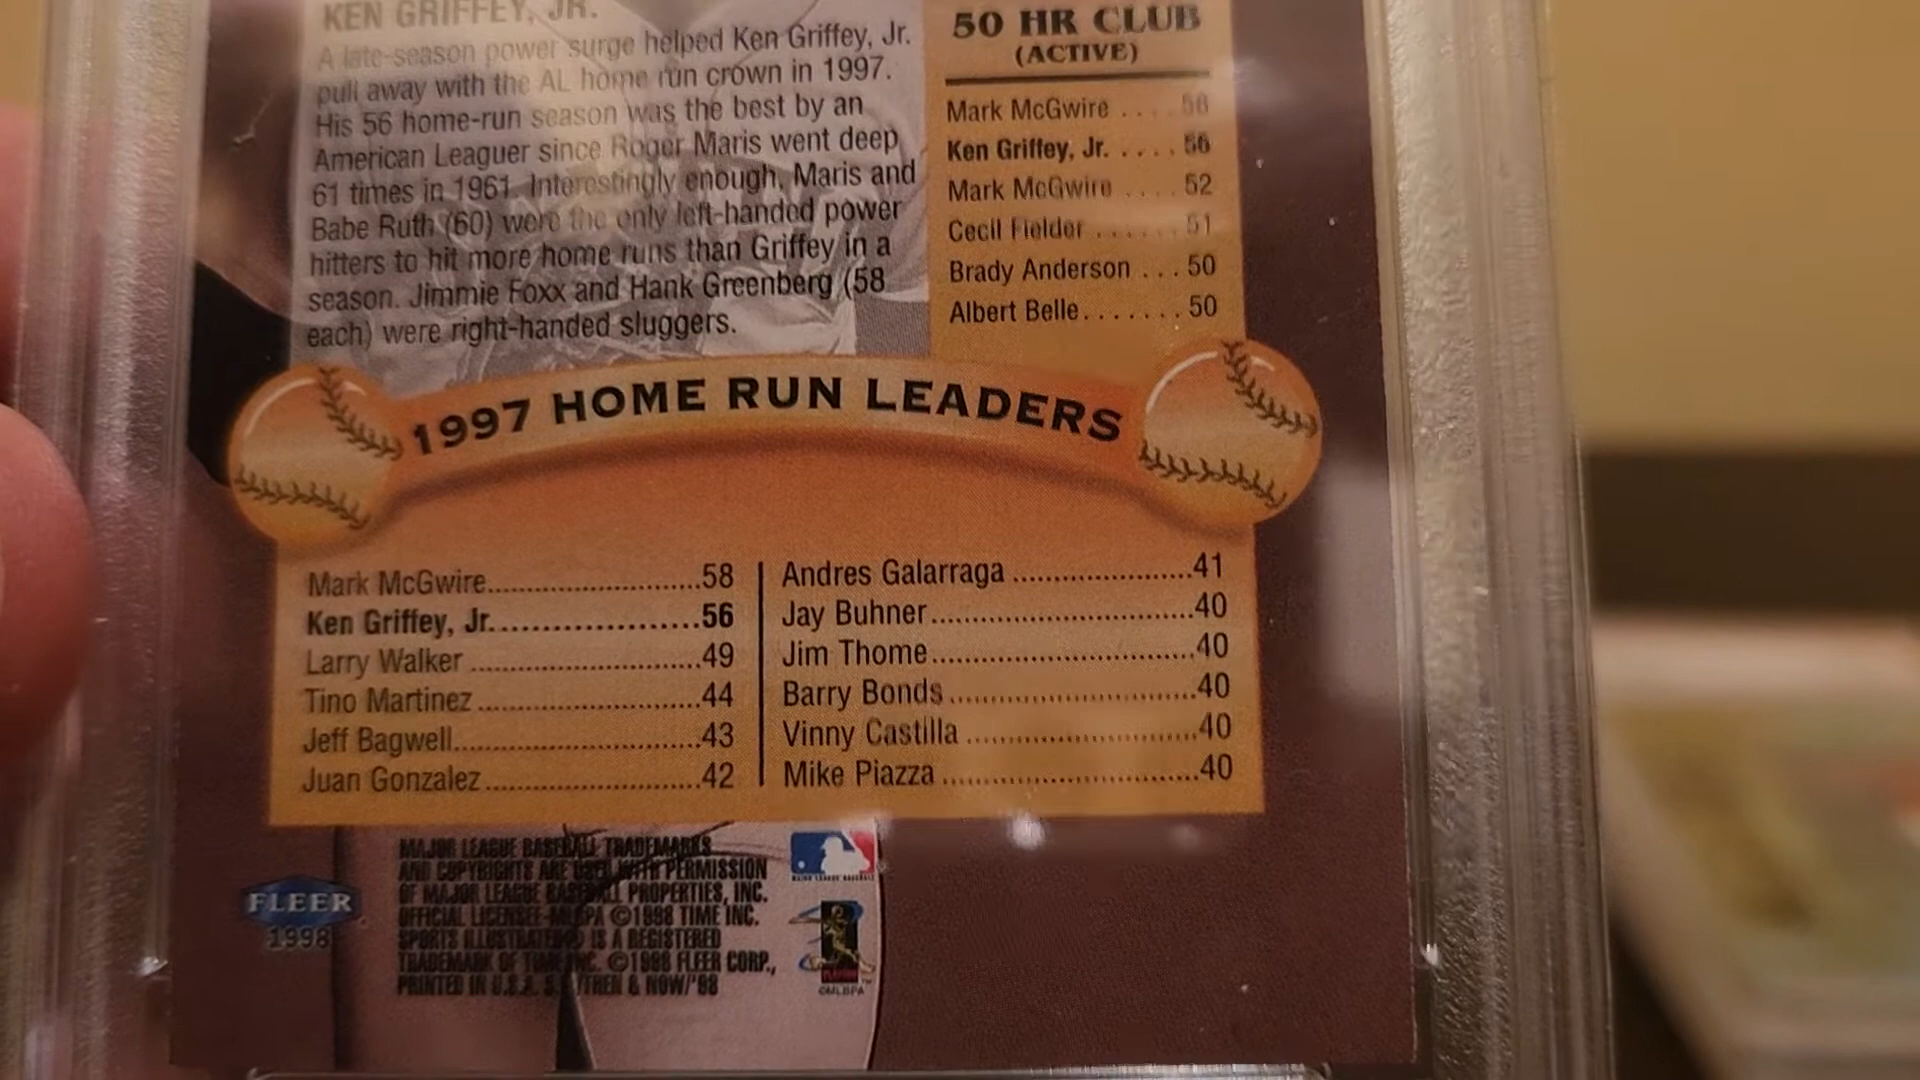 KEN GRIFFEY, JR.
A late-season power surge helped Ken Griffey, Jr.
pull away with the AL home run crown in 1997.
His 56 home-run season was the best by an
American Leaguer since Roger Maris went deep
61 times in 1961. Interestingly enough, Maris and
Babe Ruth (60) were the only left-handed power
hitters to hit more home runs than Griffey in a
season. Jimmie Foxx and Hank Greenberg (58
each) were right-handed sluggers.
50 HR CLUB
(ACTIVE)
Mark McGwire . . . . 58
Ken Griffey, Jr. . . . . . 56
Mark McGwire . . . . 52
Cecil Fielder . . . . . . . 51
Brady Anderson . . . 50
Albert Belle. . . . . . . 50
1997 HOME RUN LEADERS
Mark McGwire..........................58
Ken Griffey, Jr.....................56
Larry Walker ............................49
Tino Martinez ...........................44
Jeff Bagwell..............................43
Juan Gonzalez ..........................42
Andres Galarraga ......................41
Jay Buhner................................40
Jim Thome................................40
Barry Bonds ..............................40
Vinny Castilla ............................40
Mike Piazza ...............................40
MAJOR LEAGUE BASEBALL TRADEMARKS
AND COPYRIGHTS ARE USED WITH PERMISSION
OF MAJOR LEAGUE BASEBALL PROPERTIES, INC.
OFFICIAL LICENSEE-MLBPA ©1998 TIME INC.
SPORTS ILLUSTRATED® IS A REGISTERED
TRADEMARK OF TIME INC. ©1998 FLEER CORP.,
PRINTED IN U.S.A. S.I./THEN & NOW/'98
FLEER
1998
MAJOR LEAGUE BASEBALL
©MLBPA